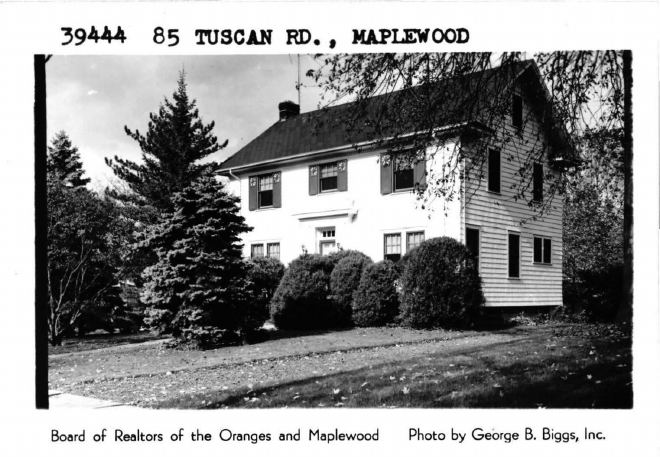 39444 85 TUSCAN RD., MAPLEWOOD
Board of Realtors of the Oranges and Maplewood Photo by George B. Biggs, Inc.